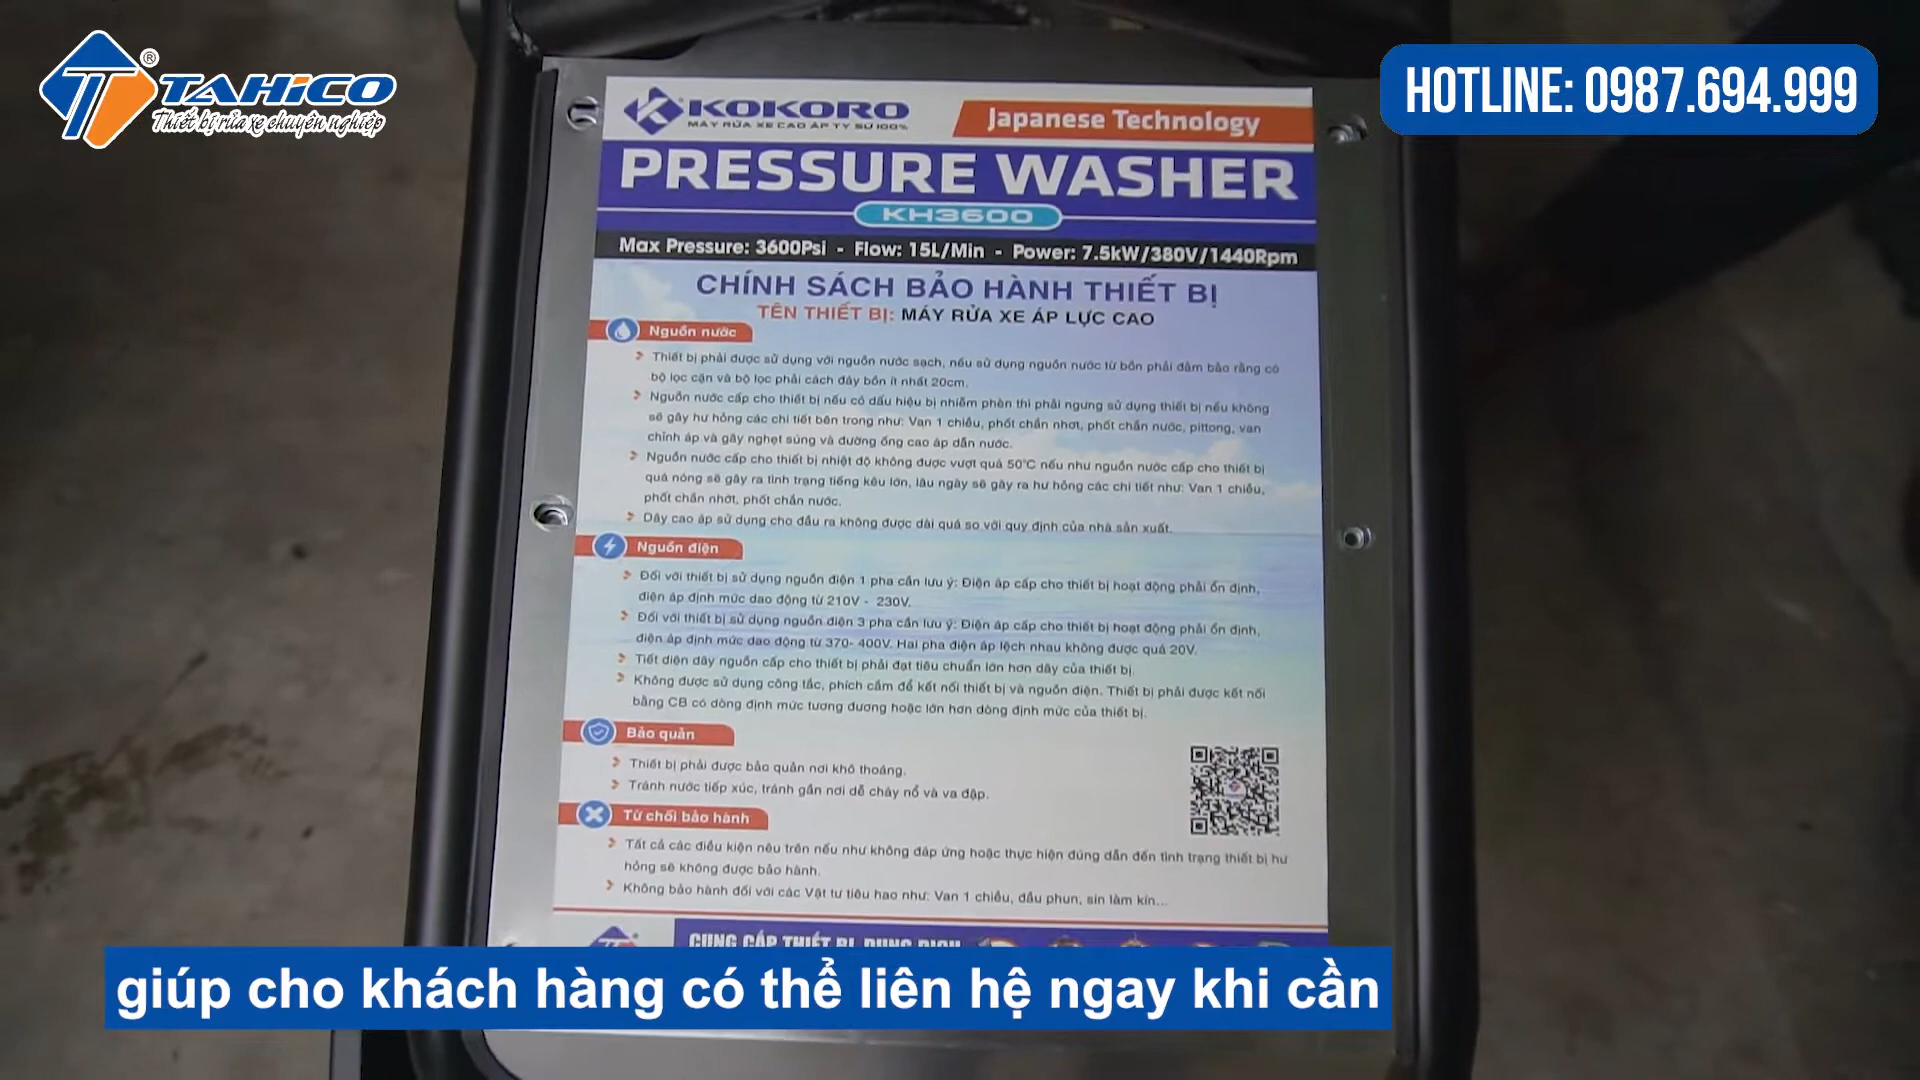 TAHiCO®
Thiết bị rửa xe chuyên nghiệp
HOTLINE: 0987.694.999
KOKORO
MÁY RỬA XE CAO ÁP TỶ SỐ 100%
Japanese Technology
PRESSURE WASHER
KH3600
Max Pressure: 3600Psi - Flow: 15L/Min - Power: 7.5kW/380V/1440Rpm
CHÍNH SÁCH BẢO HÀNH THIẾT BỊ
TÊN THIẾT BỊ: MÁY RỬA XE ÁP LỰC CAO
Nguồn nước
Thiết bị phải được sử dụng với nguồn nước sạch, nếu sử dụng nguồn nước từ bồn phải đảm bảo rằng có
bộ lọc cặn và bộ lọc phải cách đáy bồn ít nhất 20cm.
Nguồn nước cấp cho thiết bị nếu có dấu hiệu bị nhiễm phèn thì phải ngưng sử dụng thiết bị nếu không
sẽ gây hư hỏng các chi tiết bên trong như: Van 1 chiều, phốt chắn nhơt, phốt chắn nước, pittong, van
chỉnh áp và gây nghẹt súng và đường ống cao áp dẫn nước.
Nguồn nước cấp cho thiết bị nhiệt độ không được vượt quá 50°C nếu như nguồn nước cấp cho thiết bị
quá nóng sẽ gây ra tình trạng tiếng kêu lớn, lâu ngày sẽ gây ra hư hỏng các chi tiết như: Van 1 chiều,
phốt chắn nhớt, phốt chắn nước.
Dây cao áp sử dụng cho đầu ra không được dài quá so với quy định của nhà sản xuất.
Nguồn điện
Đối với thiết bị sử dụng nguồn điện 1 pha cần lưu ý: Điện áp cấp cho thiết bị hoạt động phải ổn định,
điện áp định mức dao động từ 210V - 230V.
Đối với thiết bị sử dụng nguồn điện 3 pha cần lưu ý: Điện áp cấp cho thiết bị hoạt động phải ổn định,
điện áp định mức dao động từ 370- 400V. Hai pha điện áp lệch nhau không được quá 20V.
Tiết diện dây nguồn cấp cho thiết bị phải đạt tiêu chuẩn lớn hơn dây của thiết bị.
Không được sử dụng công tắc, phích cắm để kết nối thiết bị và nguồn điện. Thiết bị phải được kết nối
bằng CB có dòng định mức tương đương hoặc lớn hơn dòng định mức của thiết bị.
Bảo quản
Thiết bị phải được bảo quản nơi khô thoáng.
Tránh nước tiếp xúc, tránh gần nơi dễ cháy nổ và va đập.
Từ chối bảo hành
Tất cả các điều kiện nêu trên nếu như không đáp ứng hoặc thực hiện đúng dẫn đến tình trạng thiết bị hư
hỏng sẽ không được bảo hành.
Không bảo hành đối với các Vật tư tiêu hao như: Van 1 chiều, đầu phun, sin làm kín...
CUNG CẤP THIẾT BỊ, DỤNG DỊCH
giúp cho khách hàng có thể liên hệ ngay khi cần